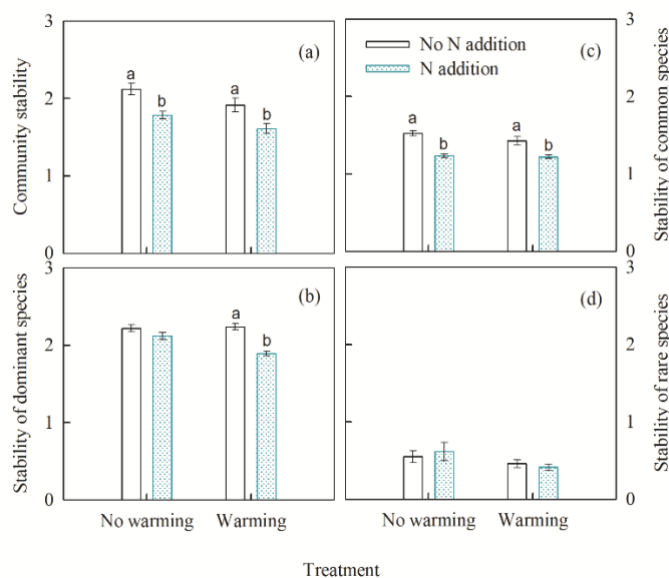 3
2
1
0
Community stability
(a)
a
b
a
b
3
2
1
0
Stability of dominant species
(b)
a
b
No warming
Warming
(c)
No N addition
N addition
a
b
a
b
3
2
1
0
Stability of common species
(d)
3
2
1
0
Stability of rare species
No warming
Warming
Treatment